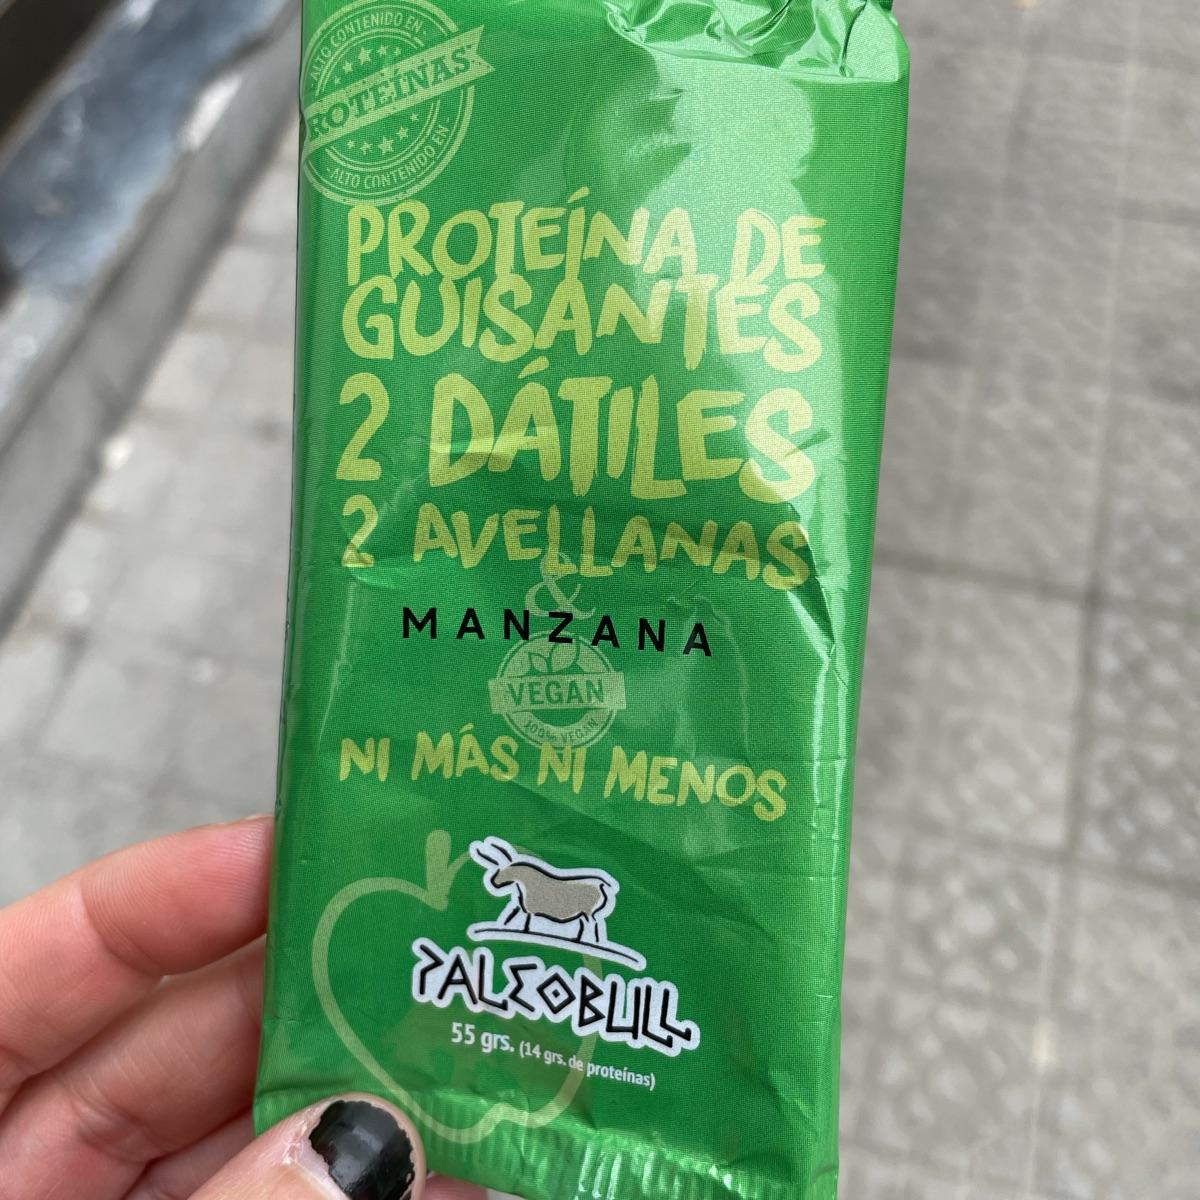 ALTO CONTENIDO EN -
PROTEÍNAS
- ALTO CONTENIDO EN -
PROTEÍNA DE
GUISANTES
2 DÁTILES
2 AVELLANAS
&
MANZANA
VEGAN
100% VEGAN
NI MÁS NI MENOS
PALEOBULL
55 grs. (14 grs. de proteínas)